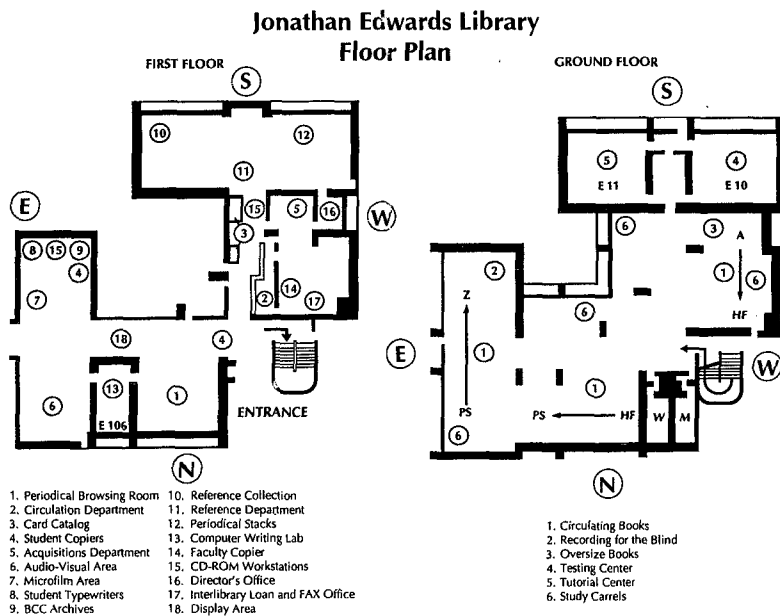 Jonathan Edwards Library
Floor Plan
FIRST FLOOR
S
10
12
11
E
15
5
16
W
3
8
15
9
4
7
2
14
17
18
4
13
1
6
E 106
ENTRANCE
N
1. Periodical Browsing Room
2. Circulation Department
3. Card Catalog
4. Student Copiers
5. Acquisitions Department
6. Audio-Visual Area
7. Microfilm Area
8. Student Typewriters
9. BCC Archives
10. Reference Collection
11. Reference Department
12. Periodical Stacks
13. Computer Writing Lab
14. Faculty Copier
15. CD-ROM Workstations
16. Director's Office
17. Interlibrary Loan and FAX Office
18. Display Area
GROUND FLOOR
S
5
4
E 11
E 10
6
3
A
2
1
6
Z
6
HF
E
1
W
1
PS
PS
HF
W
M
6
N
1. Circulating Books
2. Recording for the Blind
3. Oversize Books
4. Testing Center
5. Tutorial Center
6. Study Carrels